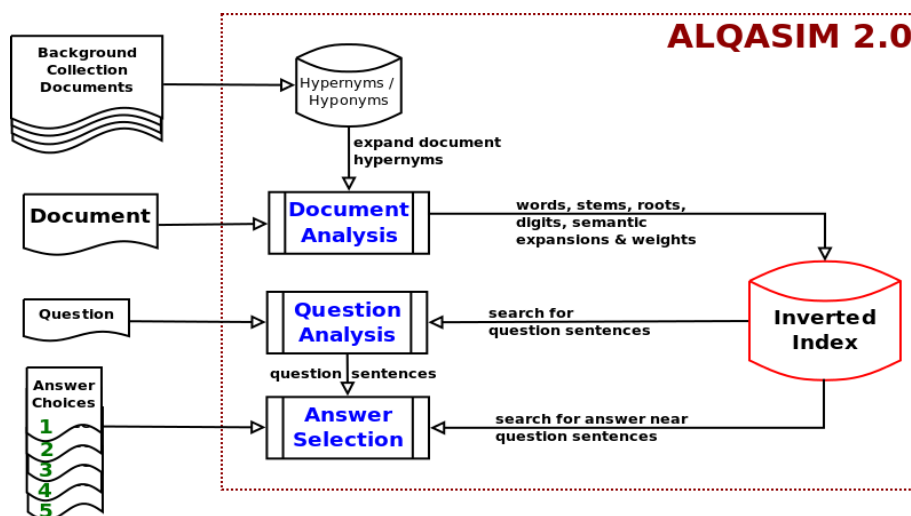 ALQASIM 2.0
Background
Collection
Documents
Hypernyms /
Hyponyms
expand document
hypernyms
Document
Document
Analysis
words, stems, roots,
digits, semantic
expansions & weights
Question
Question
Analysis
search for
question sentences
Inverted
Index
question sentences
Answer
Choices
1
2
3
4
5
Answer
Selection
search for answer near
question sentences